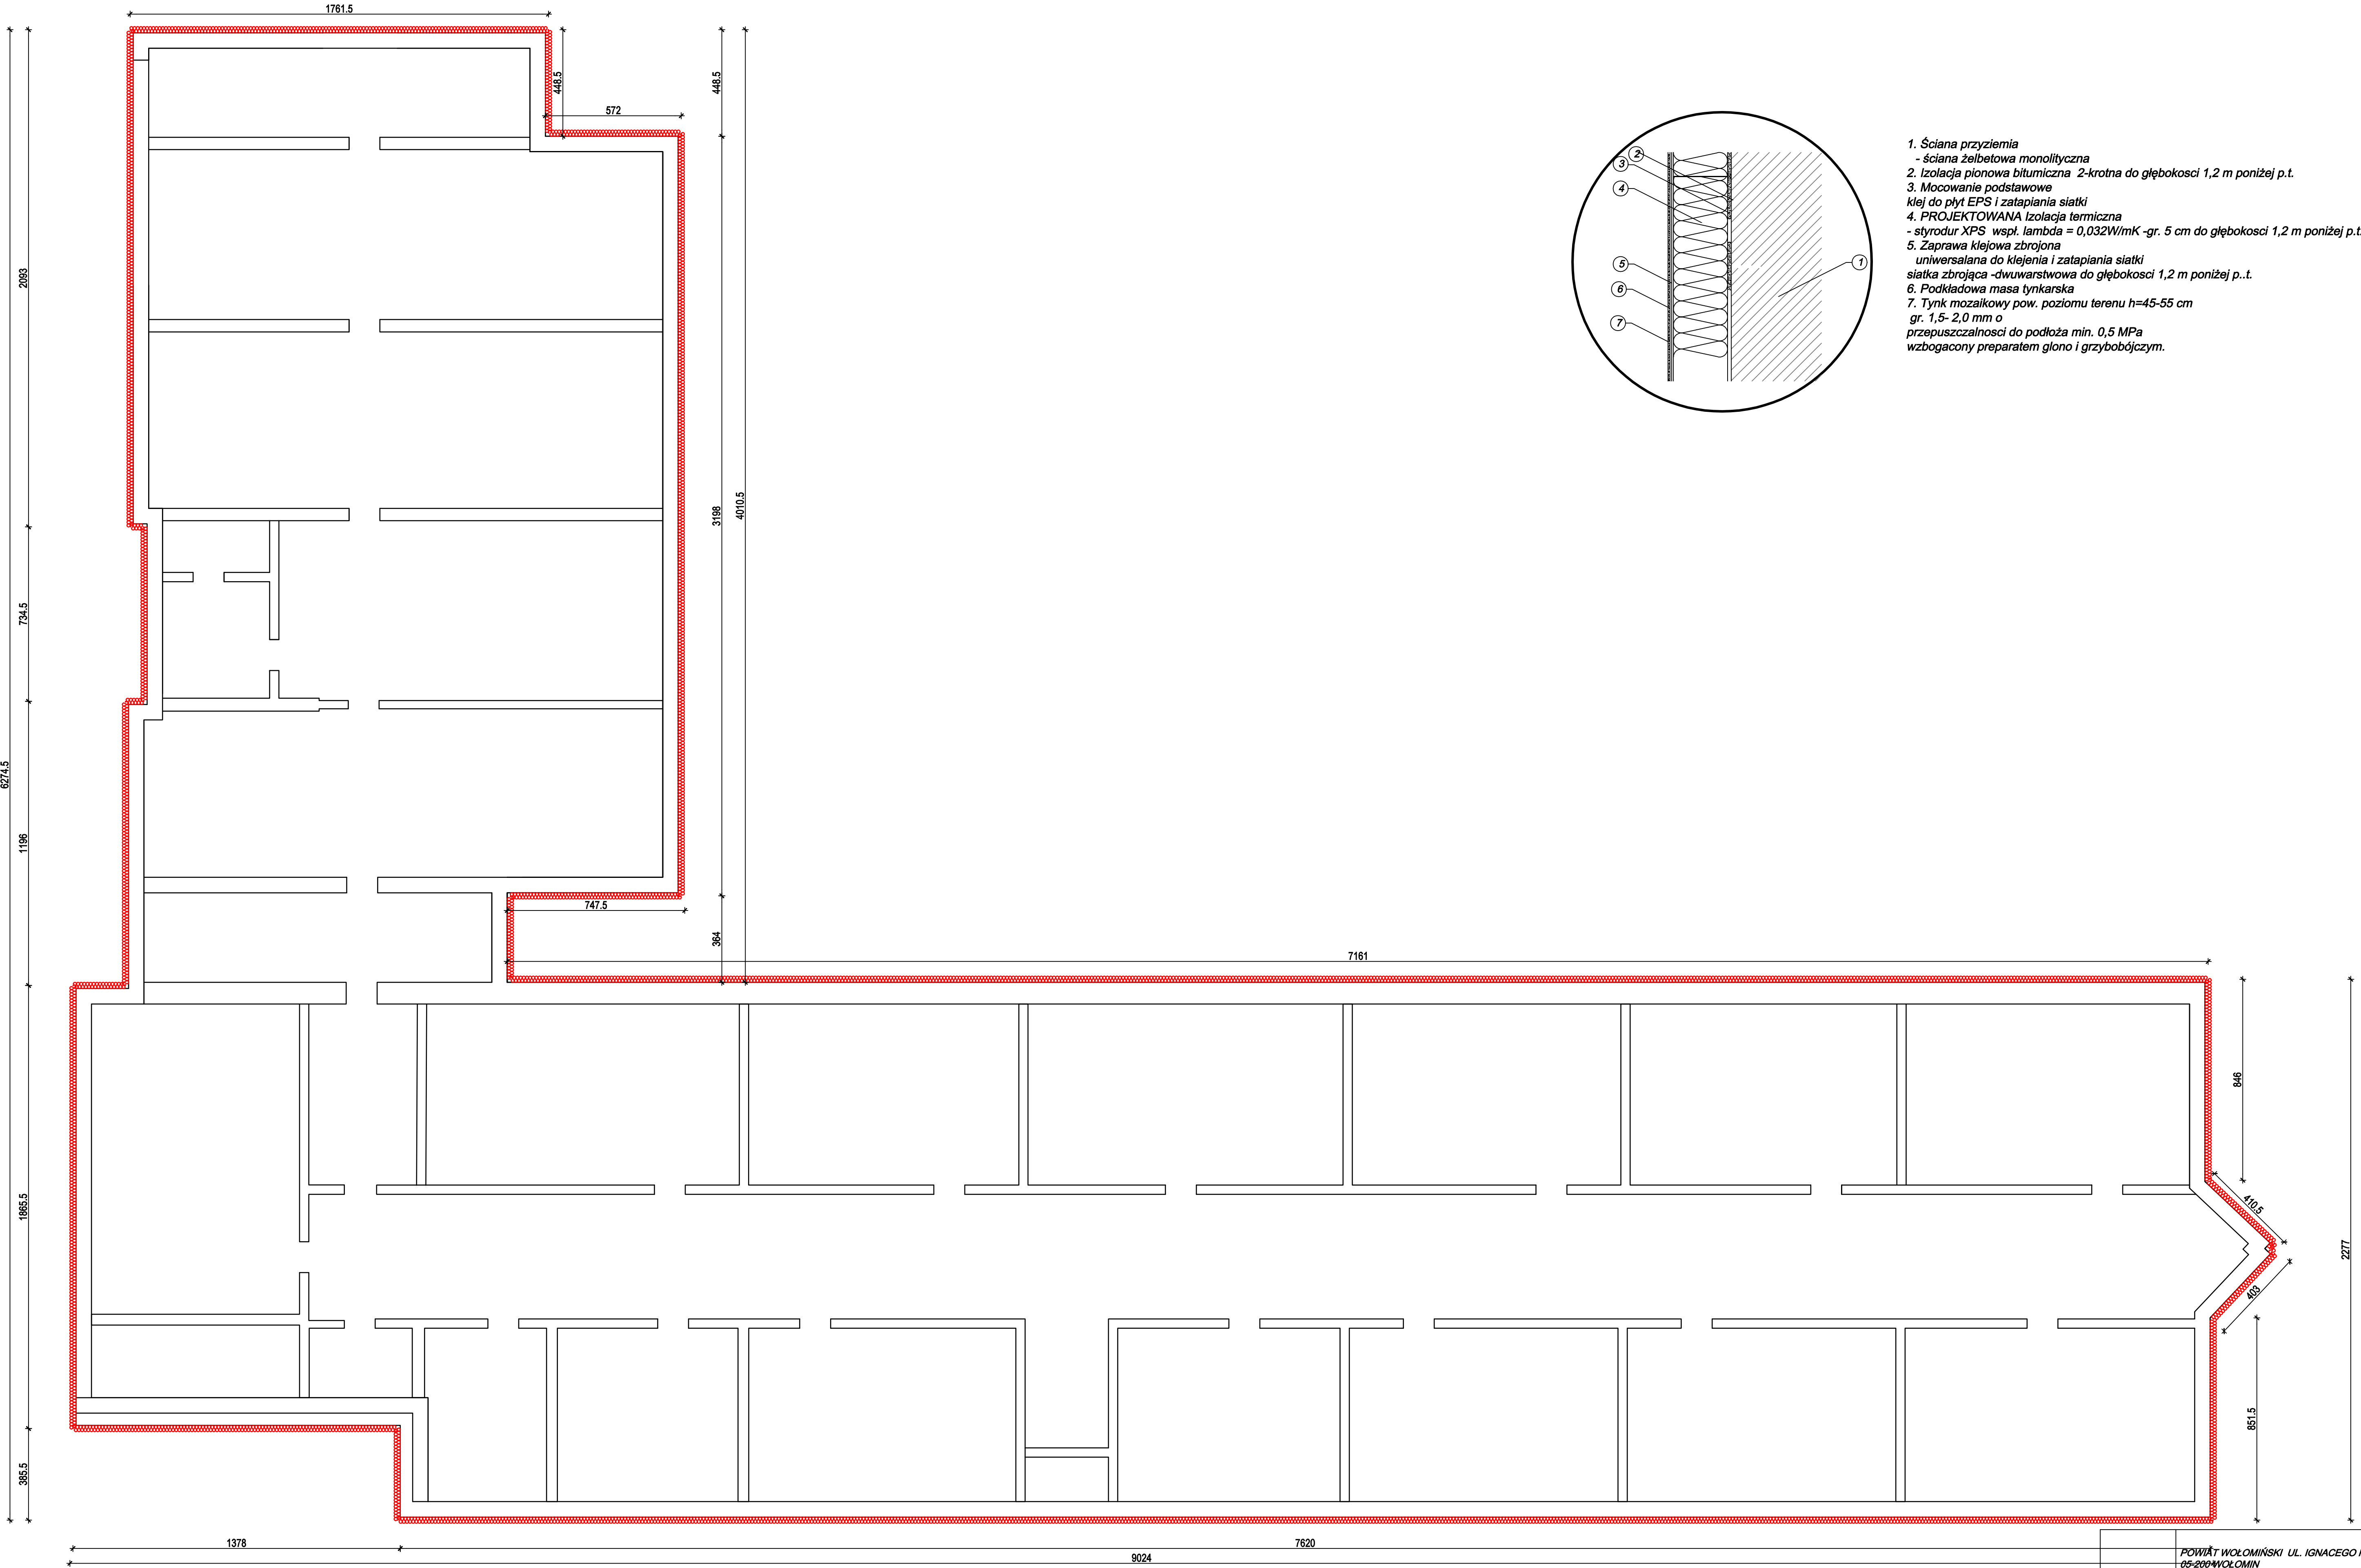 1761.5
448.5
448.5
572
2093
734.5
1196
6274.5
3198
4010.5
747.5
364
7161
846
410.5
403
2277
851.5
1865.5
385.5
1378
7620
9024
2
3
4
5
6
7
1
1. Ściana przyziemia
- ściana żelbetowa monolityczna
2. Izolacja pionowa bitumiczna 2-krotna do głębokosci 1,2 m poniżej p.t.
3. Mocowanie podstawowe
klej do płyt EPS i zatapiania siatki
4. PROJEKTOWANA Izolacja termiczna
- styrodur XPS wspł. lambda = 0,032W/mK -gr. 5 cm do głębokosci 1,2 m poniżej p.t.
5. Zaprawa klejowa zbrojona
uniwersalana do klejenia i zatapiania siatki
siatka zbrojąca -dwuwarstwowa do głębokosci 1,2 m poniżej p..t.
6. Podkładowa masa tynkarska
7. Tynk mozaikowy pow. poziomu terenu h=45-55 cm
gr. 1,5- 2,0 mm o
przepuszczalnosci do podłoża min. 0,5 MPa
wzbogacony preparatem glono i grzybobójczym.
POWIAT WOŁOMIŃSKI UL. IGNACEGO
05-200 WOŁOMIN